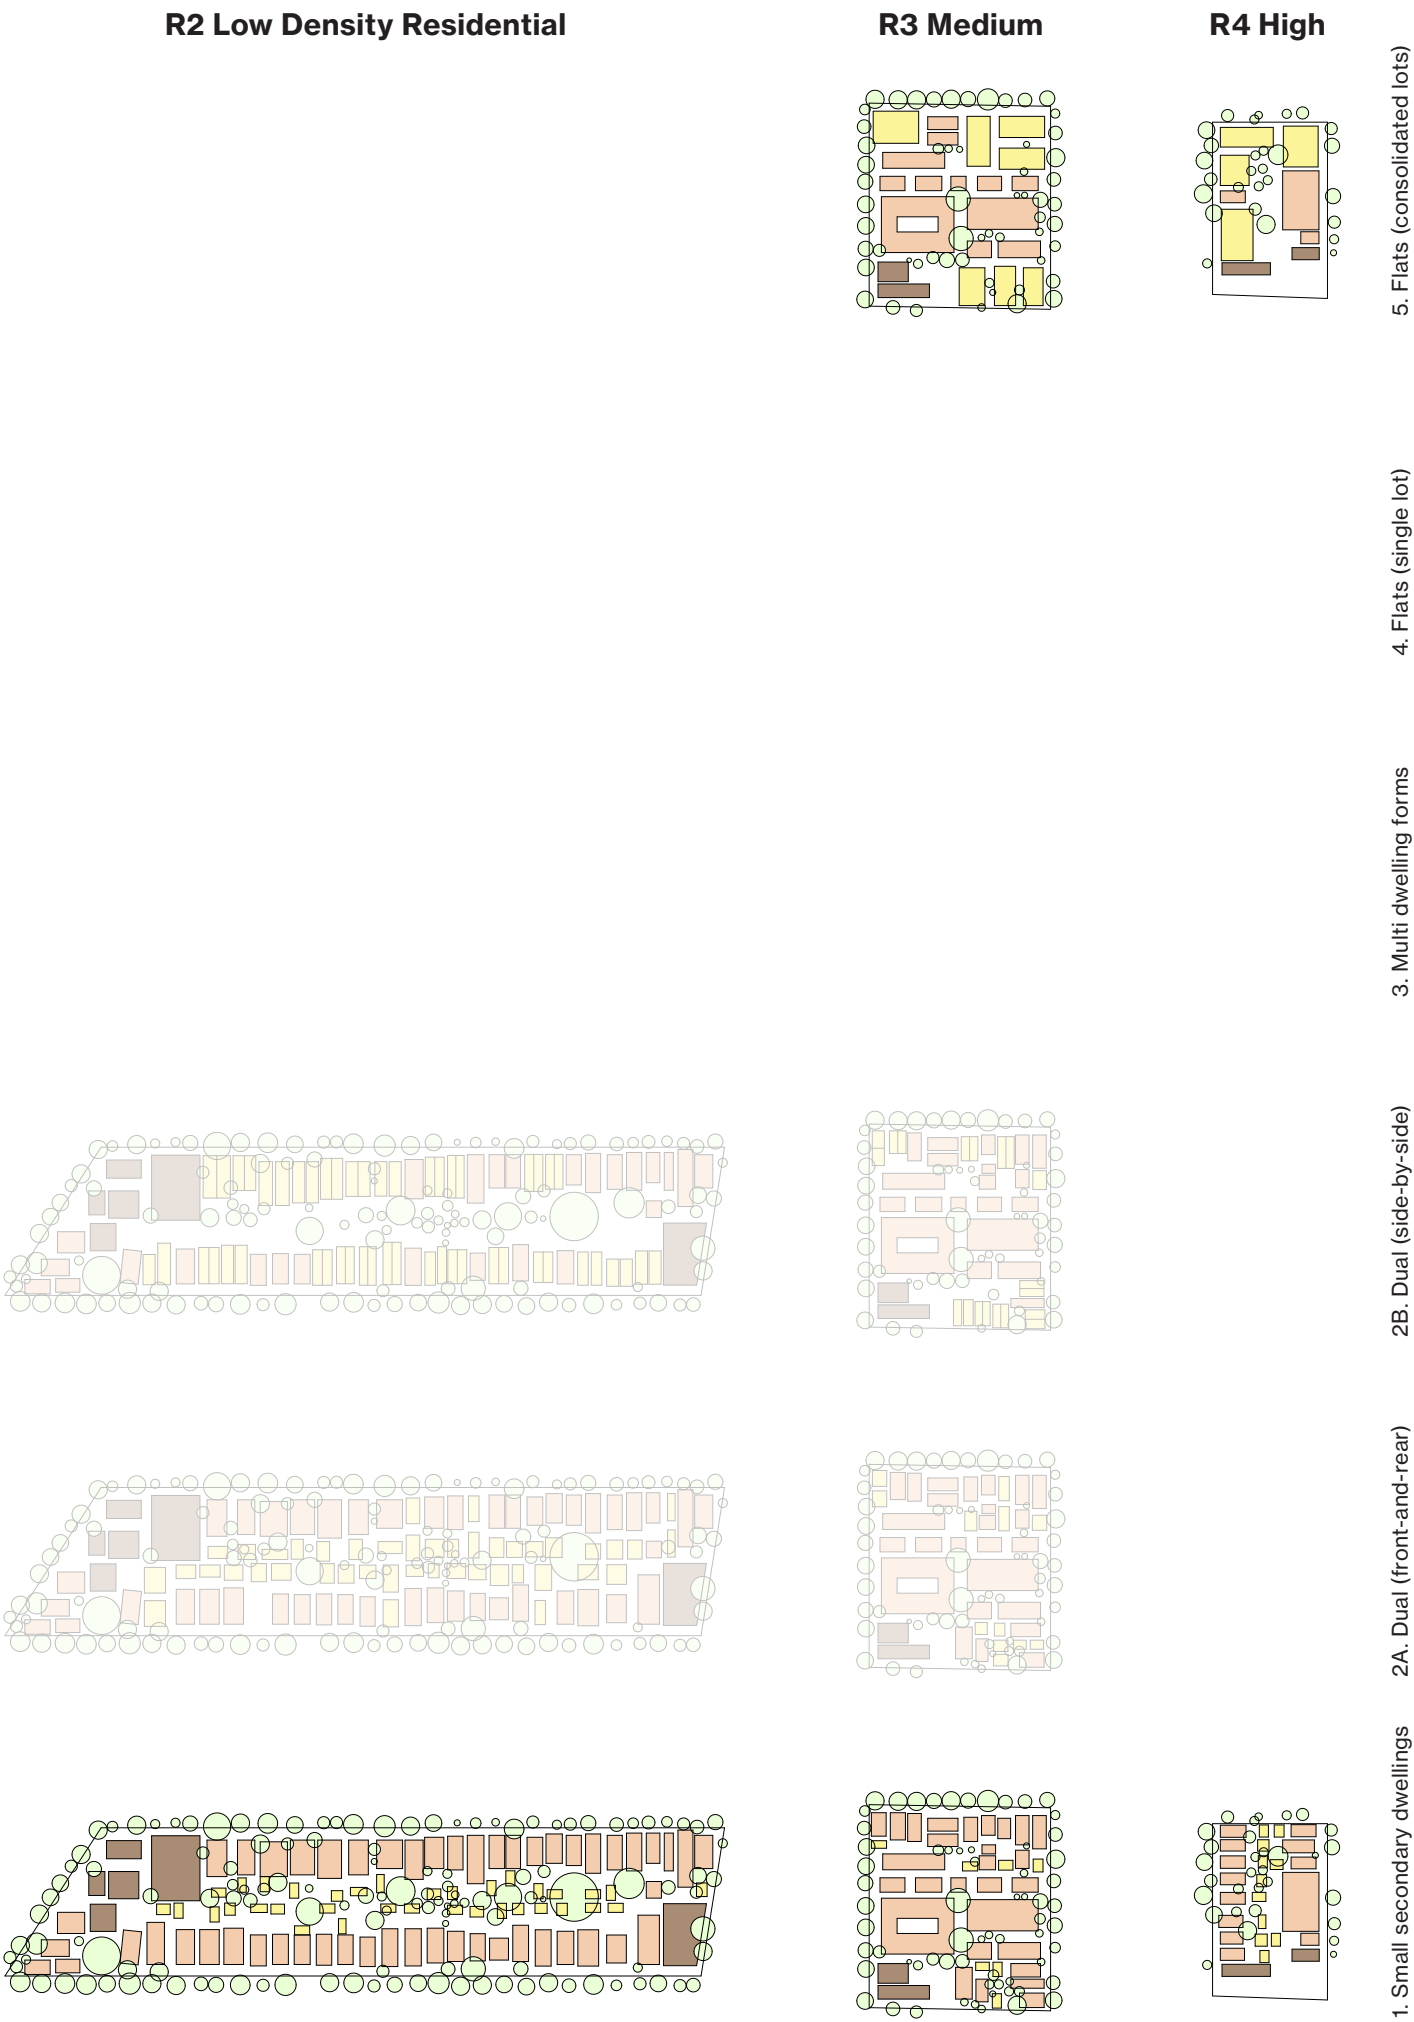 R2 Low Density Residential
R3 Medium
R4 High
5. Flats (consolidated lots)
4. Flats (single lot)
3. Multi dwelling forms
2B. Dual (side-by-side)
2A. Dual (front-and-rear)
1. Small secondary dwellings